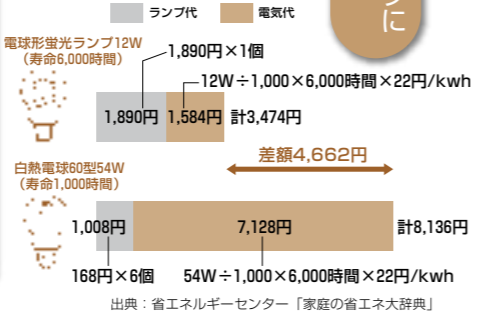 ランプ代 電気代
に
電球形蛍光ランプ12W
（寿命6,000時間）
1,890円×1個
12W÷1,000×6,000時間×22円/kwh
1,890円 1,584円 計3,474円
差額4,662円
白熱電球60型54W
（寿命1,000時間）
1,008円 7,128円 計8,136円
168円×6個 54W÷1,000×6,000時間×22円/kwh
出典：省エネルギーセンター「家庭の省エネ大辞典」